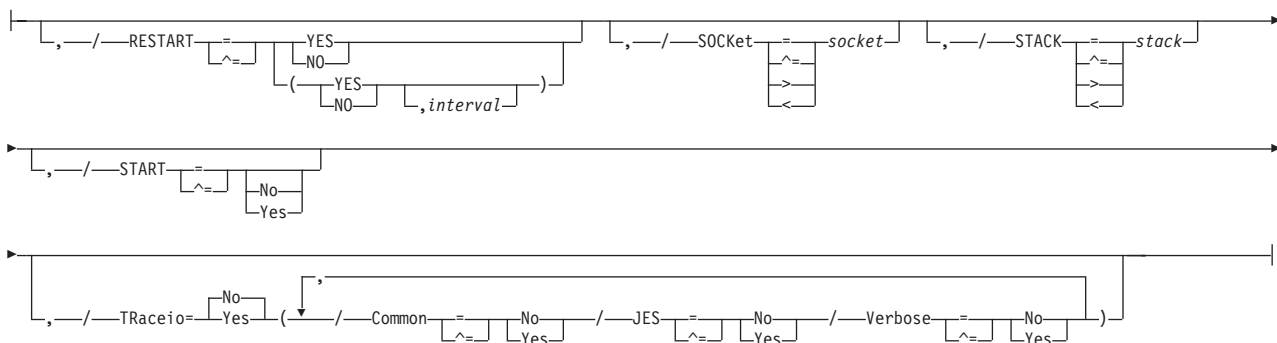 , / RESTART = YES , / SOCKet = socket , / STACK = stack
^= NO ^= ^=
( YES ) > >
NO ,interval < <
, / START =
^= No
Yes
,
No No No No
, / TRaceio= Yes ( / Common = Yes / JES = Yes / Verbose = Yes )
^= ^= ^=